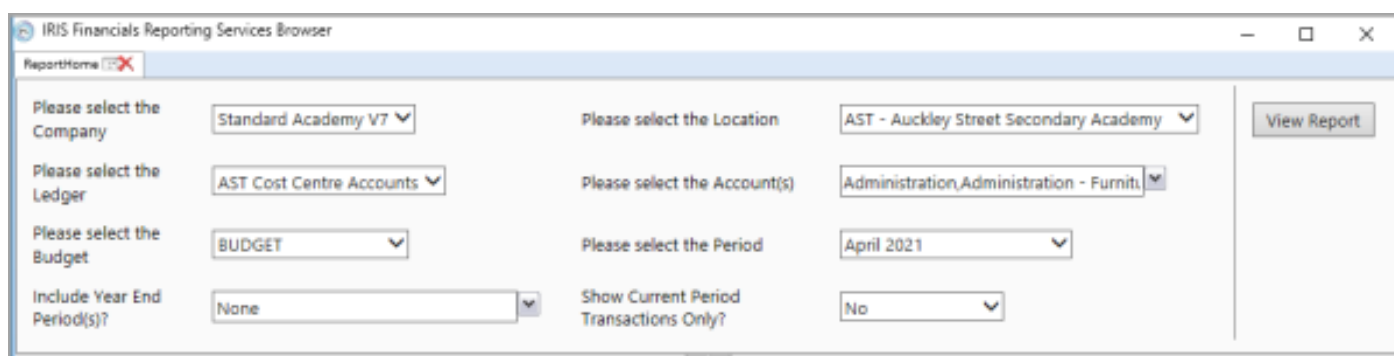 IRIS Financials Reporting Services Browser
ReportHome
Please select the
Company
Standard Academy V7
Please select the Location
AST - Auckley Street Secondary Academy
View Report
Please select the
Ledger
AST Cost Centre Accounts
Please select the Account(s)
Administration,Administration - Furnitu
Please select the
Budget
BUDGET
Please select the Period
April 2021
Include Year End
Period(s)?
None
Show Current Period
Transactions Only?
No